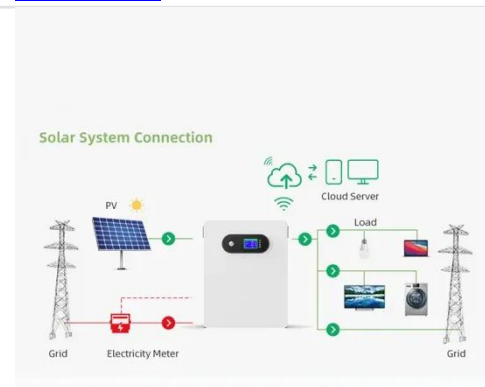 Solar System Connection
PV
Cloud Server
Load
Grid
Electricity Meter
Grid